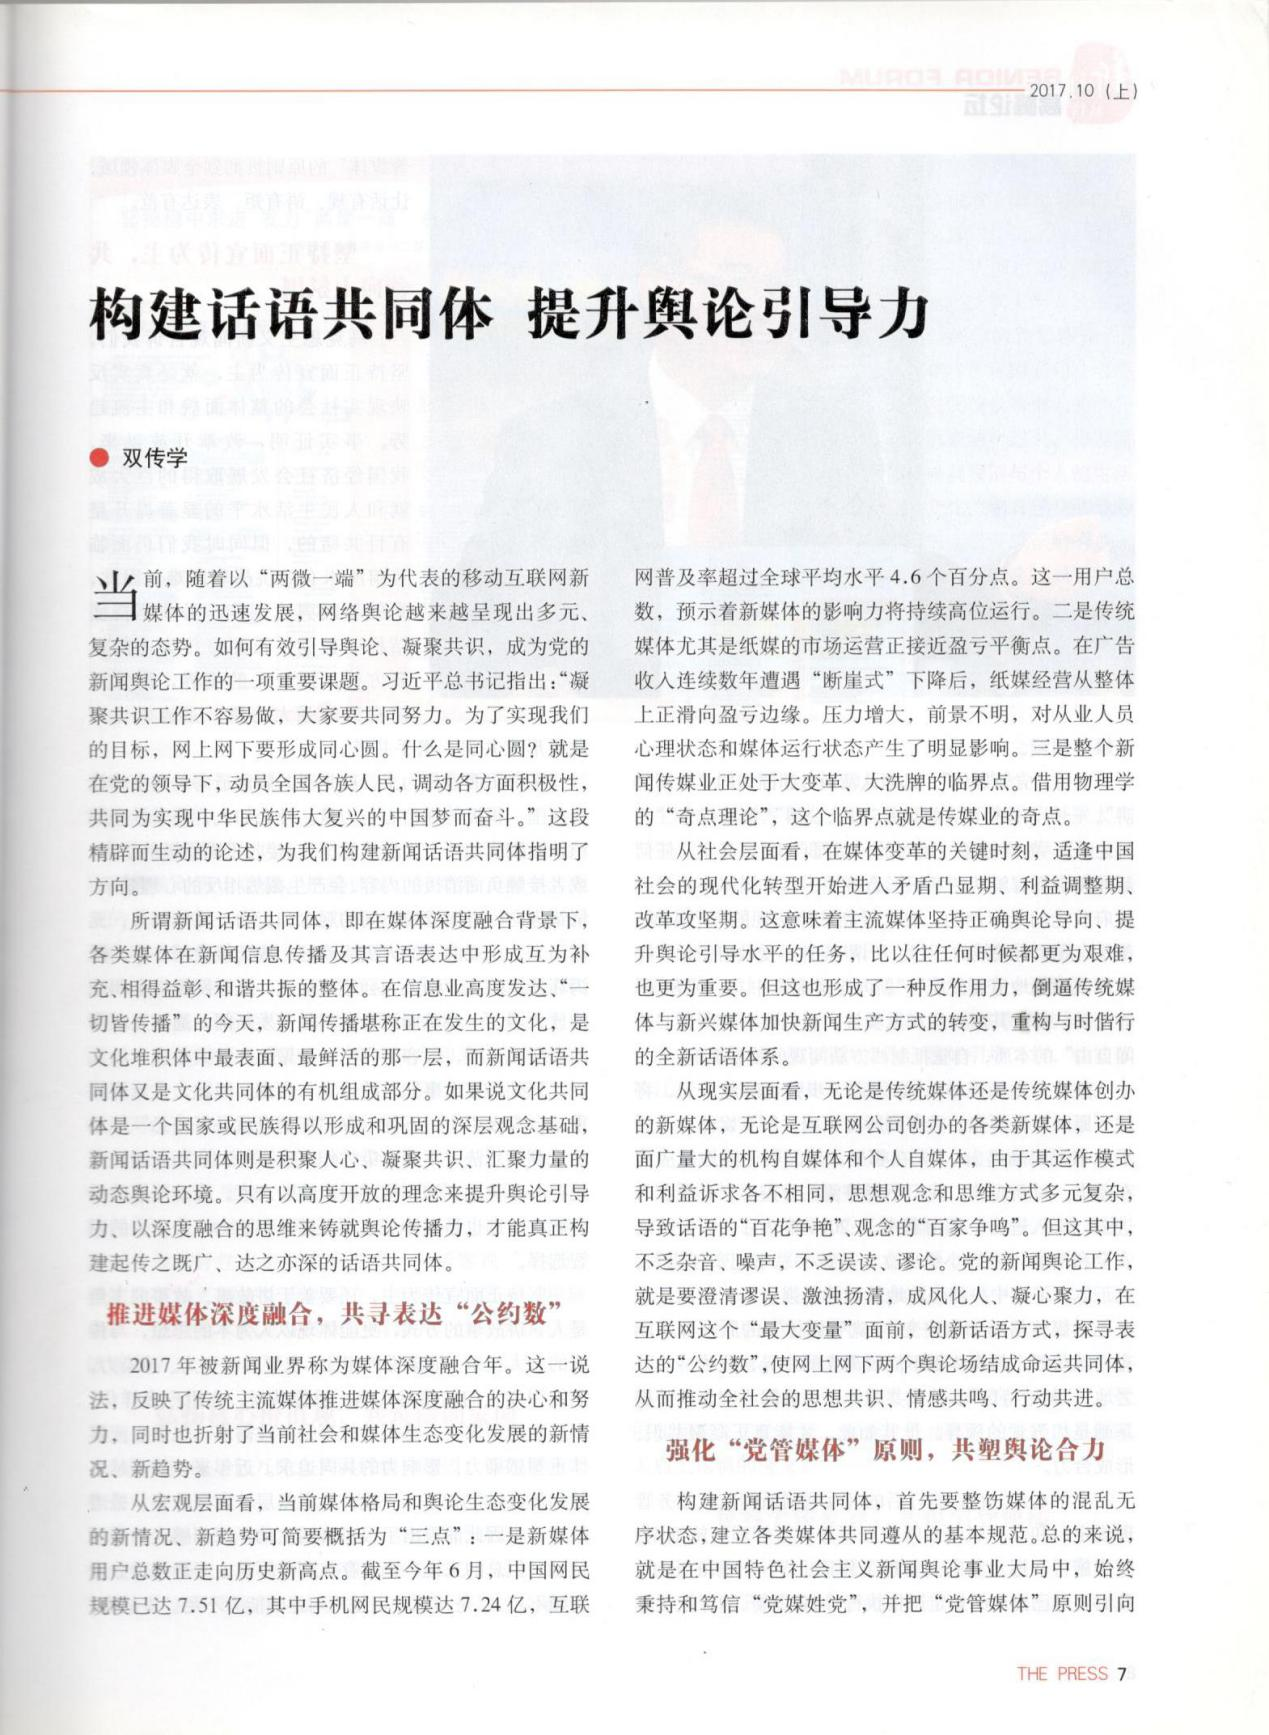 2017.10（上）
构建话语共同体 提升舆论引导力
双传学
当前，随着以“两微一端”为代表的移动互联网新
媒体的迅速发展，网络舆论越来越呈现出多元、
复杂的态势。如何有效引导舆论、凝聚共识，成为党的
新闻舆论工作的一项重要课题。习近平总书记指出：“凝
聚共识工作不容易做，大家要共同努力。为了实现我们
的目标，网上网下要形成同心圆。什么是同心圆？就是
在党的领导下，动员全国各族人民，调动各方面积极性，
共同为实现中华民族伟大复兴的中国梦而奋斗。”这段
精辟而生动的论述，为我们构建新闻话语共同体指明了
方向。
所谓新闻话语共同体，即在媒体深度融合背景下，
各类媒体在新闻信息传播及其言语表达中形成互为补
充、相得益彰、和谐共振的整体。在信息业高度发达、“一
切皆传播”的今天，新闻传播堪称正在发生的文化，是
文化堆积体中最表面、最鲜活的那一层，而新闻话语共
同体又是文化共同体的有机组成部分。如果说文化共同
体是一个国家或民族得以形成和巩固的深层观念基础，
新闻话语共同体则是积聚人心、凝聚共识、汇聚力量的
动态舆论环境。只有以高度开放的理念来提升舆论引导
力、以深度融合的思维来铸就舆论传播力，才能真正构
建起传之既广、达之亦深的话语共同体。
推进媒体深度融合，共寻表达“公约数”
2017年被新闻业界称为媒体深度融合年。这一说
法，反映了传统主流媒体推进媒体深度融合的决心和努
力，同时也折射了当前社会和媒体生态变化发展的新情
况、新趋势。
从宏观层面看，当前媒体格局和舆论生态变化发展
的新情况、新趋势可简要概括为“三点”：一是新媒体
用户总数正走向历史新高点。截至今年6月，中国网民
规模已达7.51亿，其中手机网民规模达7.24亿，互联
网普及率超过全球平均水平4.6个百分点。这一用户总
数，预示着新媒体的影响力将持续高位运行。二是传统
媒体尤其是纸媒的市场运营正接近盈亏平衡点。在广告
收入连续数年遭遇“断崖式”下降后，纸媒经营从整体
上正滑向盈亏边缘。压力增大，前景不明，对从业人员
心理状态和媒体运行状态产生了明显影响。三是整个新
闻传媒业正处于大变革、大洗牌的临界点。借用物理学
的“奇点理论”，这个临界点就是传媒业的奇点。
从社会层面看，在媒体变革的关键时刻，适逢中国
社会的现代化转型开始进入矛盾凸显期、利益调整期、
改革攻坚期。这意味着主流媒体坚持正确舆论导向、提
升舆论引导水平的任务，比以往任何时候都更为艰难，
也更为重要。但这也形成了一种反作用力，倒逼传统媒
体与新兴媒体加快新闻生产方式的转变，重构与时偕行
的全新话语体系。
从现实层面看，无论是传统媒体还是传统媒体创办
的新媒体，无论是互联网公司创办的各类新媒体，还是
面广量大的机构自媒体和个人自媒体，由于其运作模式
和利益诉求各不相同，思想观念和思维方式多元复杂，
导致话语的“百花争艳”、观念的“百家争鸣”。但这其中，
不乏杂音、噪声，不乏误读、谬论。党的新闻舆论工作，
就是要澄清谬误、激浊扬清，成风化人、凝心聚力，在
互联网这个“最大变量”面前，创新话语方式，探寻表
达的“公约数”，使网上网下两个舆论场结成命运共同体，
从而推动全社会的思想共识、情感共鸣、行动共进。
强化“党管媒体”原则，共塑舆论合力
构建新闻话语共同体，首先要整饬媒体的混乱无
序状态，建立各类媒体共同遵从的基本规范。总的来说，
就是在中国特色社会主义新闻舆论事业大局中，始终
秉持和笃信“党媒姓党”，并把“党管媒体”原则引向
THE PRESS 7